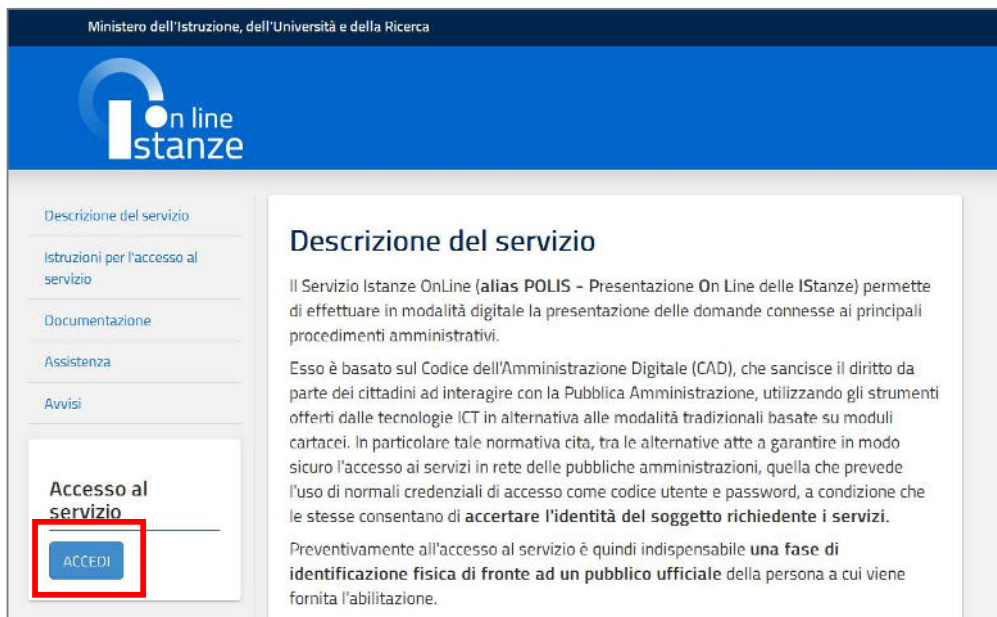 Ministero dell'Istruzione, dell'Università e della Ricerca
On line
Istanze
Descrizione del servizio
Istruzioni per l'accesso al
servizio
Documentazione
Assistenza
Avvisi
Accesso al
servizio
ACCEDI
Descrizione del servizio
Il Servizio Istanze OnLine (alias POLIS - Presentazione On Line delle IStanze) permette
di effettuare in modalità digitale la presentazione delle domande connesse ai principali
procedimenti amministrativi.
Esso è basato sul Codice dell'Amministrazione Digitale (CAD), che sancisce il diritto da
parte dei cittadini ad interagire con la Pubblica Amministrazione, utilizzando gli strumenti
offerti dalle tecnologie ICT in alternativa alle modalità tradizionali basate su moduli
cartacei. In particolare tale normativa cita, tra le alternative atte a garantire in modo
sicuro l'accesso ai servizi in rete delle pubbliche amministrazioni, quella che prevede
l'uso di normali credenziali di accesso come codice utente e password, a condizione che
le stesse consentano di accertare l'identità del soggetto richiedente i servizi.
Preventivamente all'accesso al servizio è quindi indispensabile una fase di
identificazione fisica di fronte ad un pubblico ufficiale della persona a cui viene
fornita l'abilitazione.